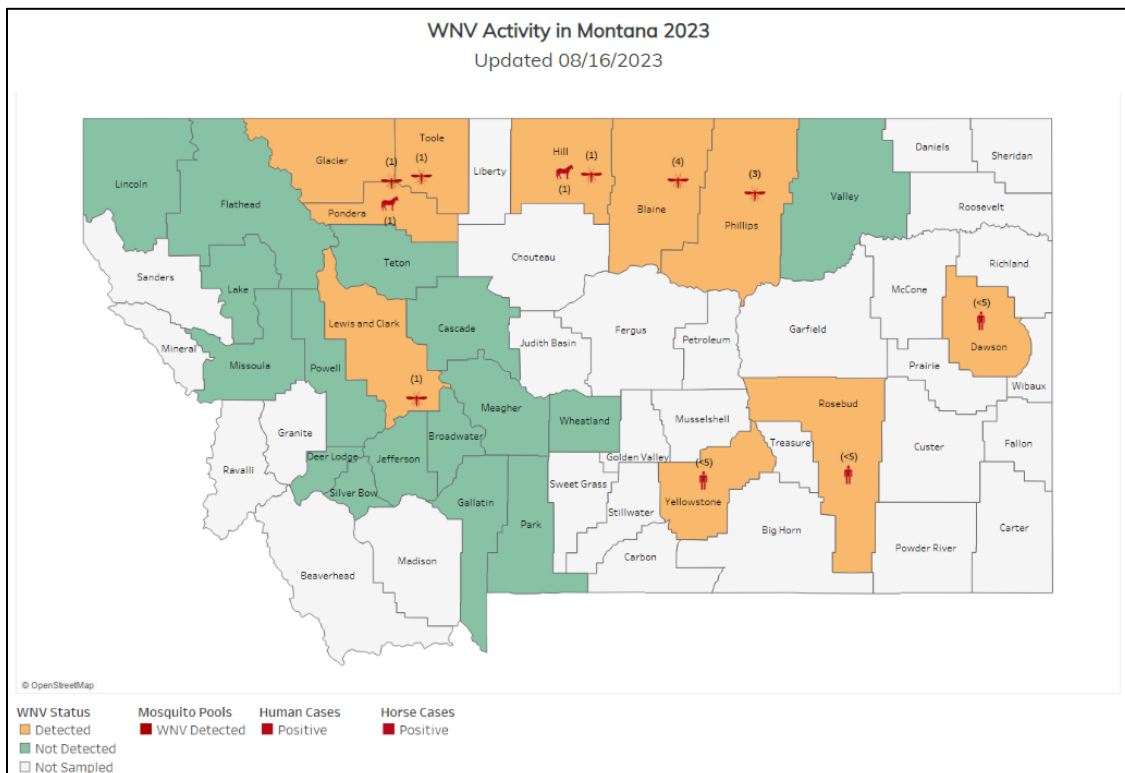 WNV Activity in Montana 2023
Updated 08/16/2023
Toole
Daniels
Sheridan
Glacier
(1)
(1)
Hill
(1)
(4)
(3)
Liberty
Lincoln
Flathead
Pondera
(1)
(1)
Blaine
Phillips
Valley
Roosevelt
Chouteau
Teton
Richland
Sanders
Lake
McCone
(<5)
Lewis and Clark
Cascade
Judith Basin
Fergus
Petroleum
Garfield
Dawson
Mineral
Missoula
Powell
Prairie
Wibaux
(1)
Meagher
Wheatland
Rosebud
Granite
Broadwater
Musselshell
Treasure
Custer
Fallon
Ravalli
Deer Lodge
Jefferson
Golden Valley
(<5)
(<5)
Silver Bow
Gallatin
Park
Sweet Grass
Stillwater
Yellowstone
Big Horn
Carter
Madison
Carbon
Powder River
Beaverhead
© OpenStreetMap
WNV Status
Detected
Not Detected
Not Sampled
Mosquito Pools
WNV Detected
Human Cases
Positive
Horse Cases
Positive